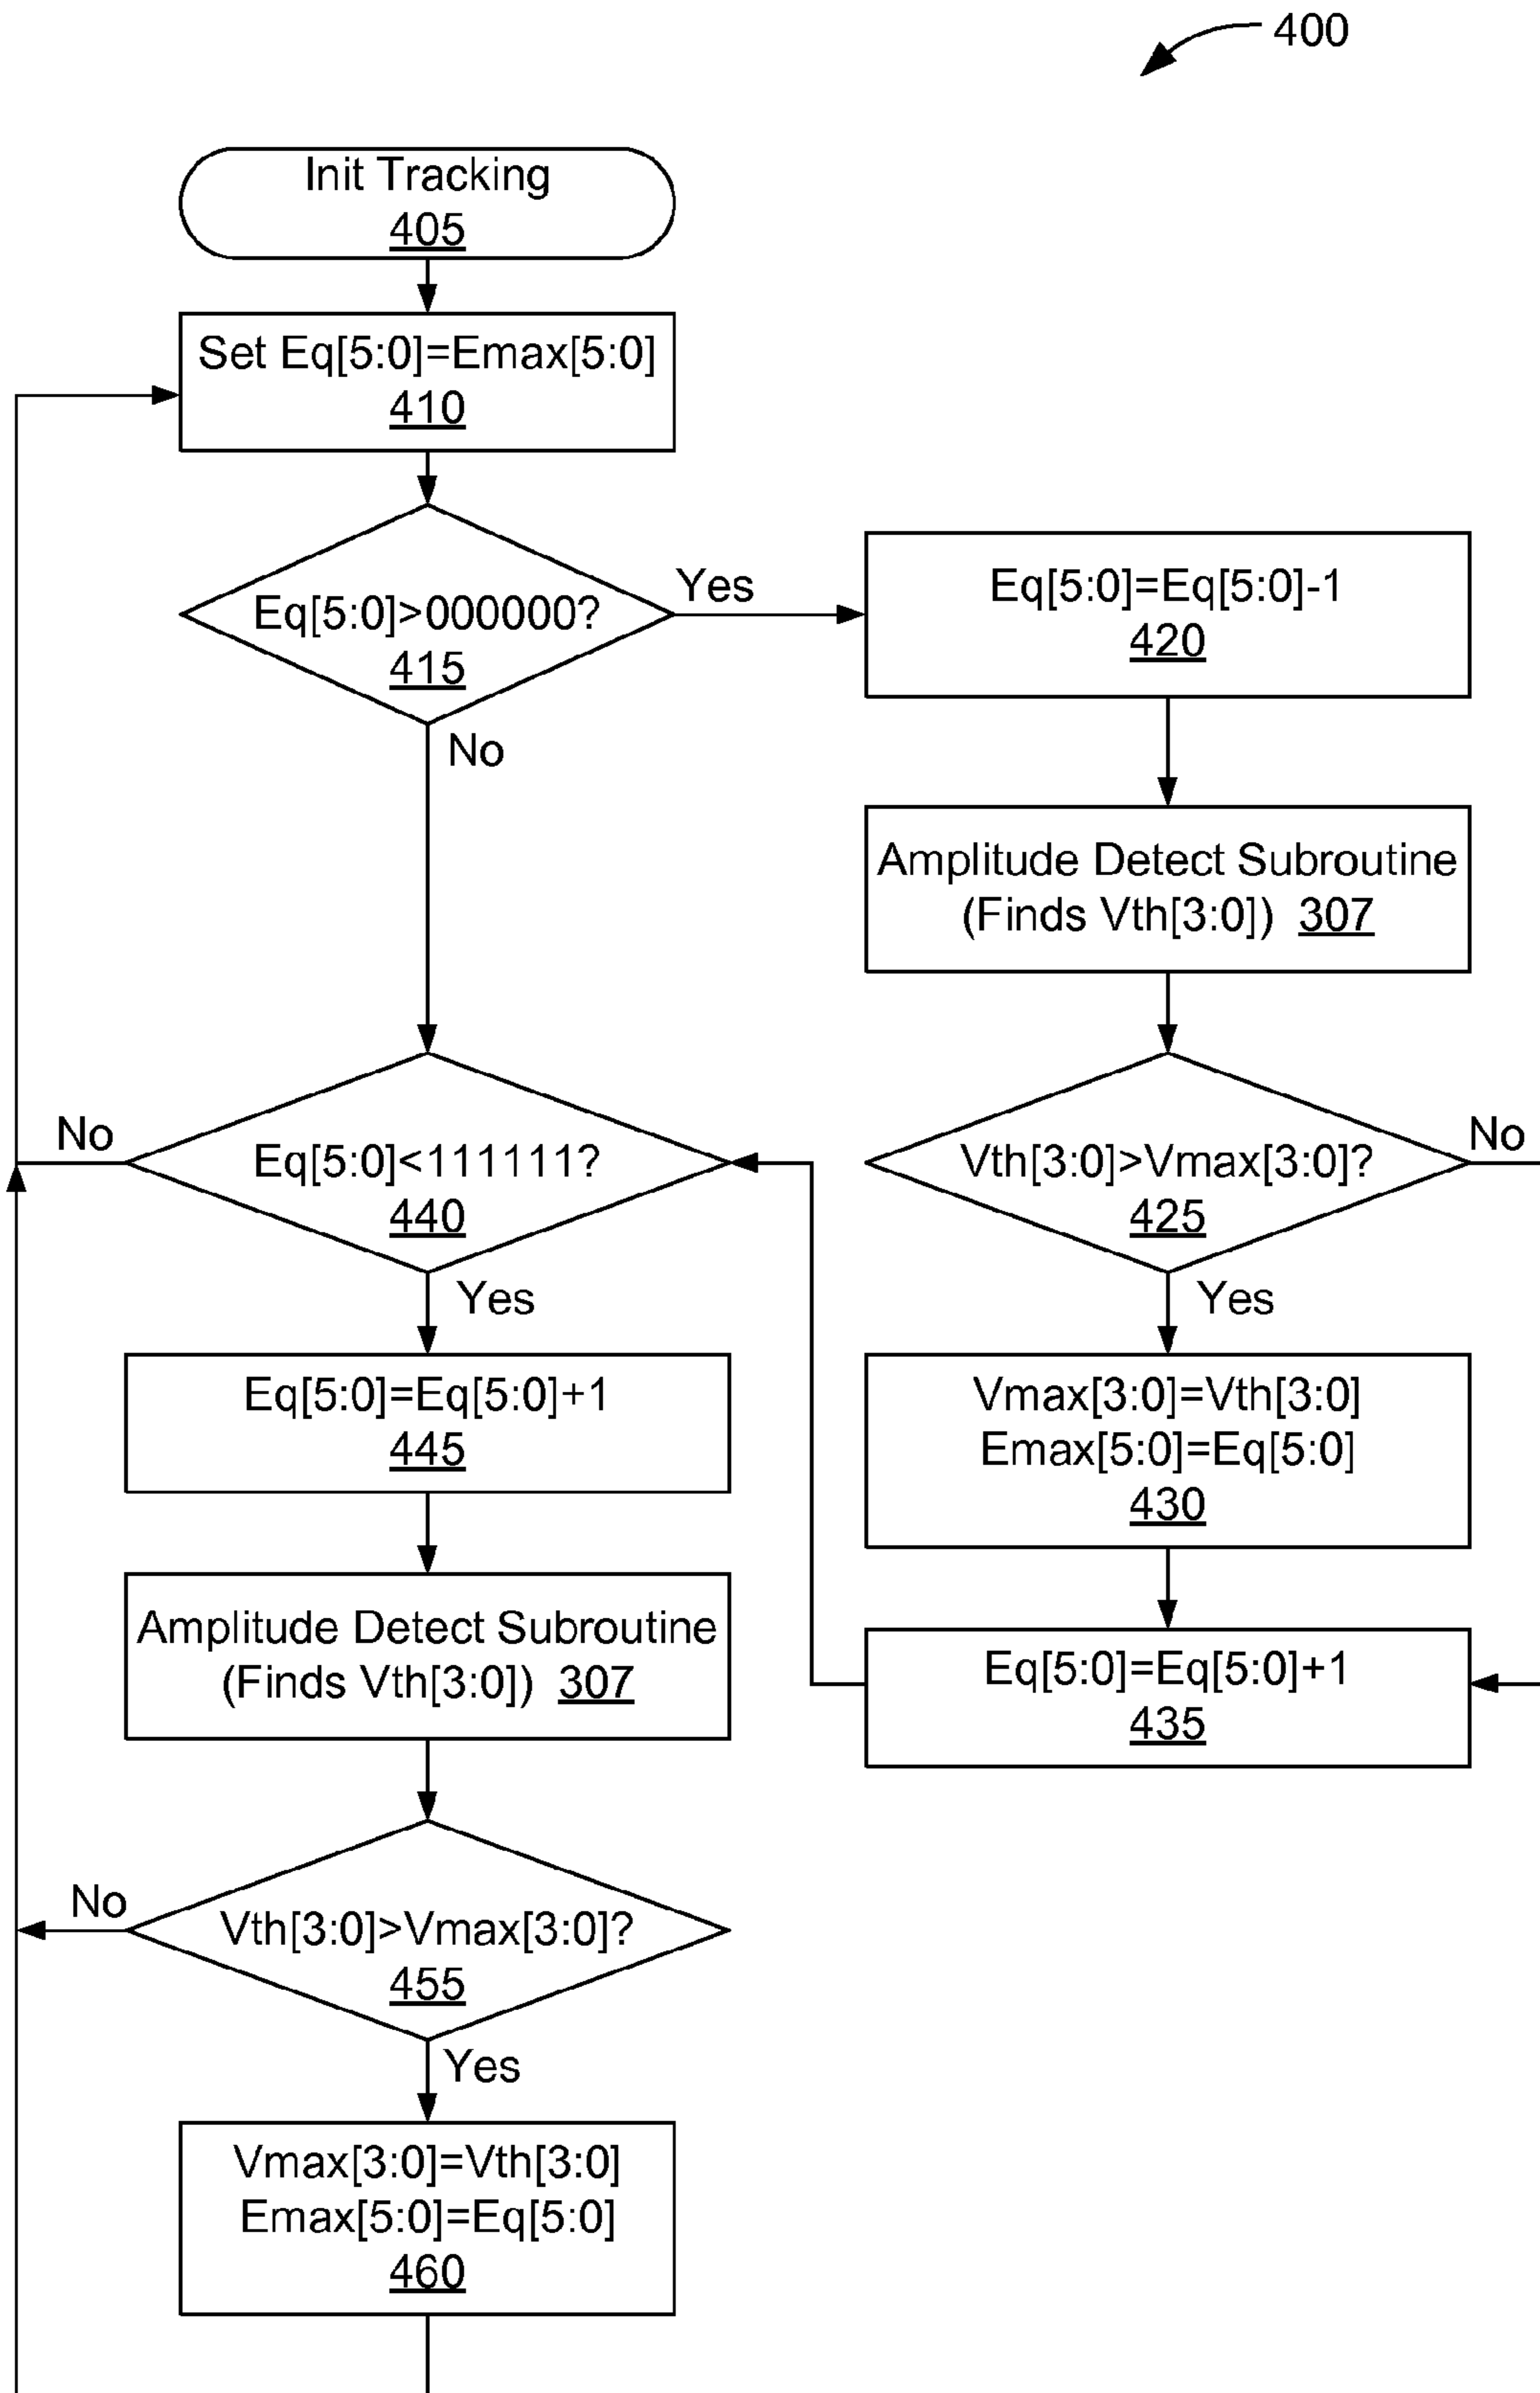 400
Init Tracking
405
Set Eq[5:0]=Emax[5:0]
410
Eq[5:0]>000000?
415
Yes
No
Eq[5:0]=Eq[5:0]-1
420
Amplitude Detect Subroutine
(Finds Vth[3:0]) 307
Vth[3:0]>Vmax[3:0]?
425
No
Yes
Vmax[3:0]=Vth[3:0]
Emax[5:0]=Eq[5:0]
430
Eq[5:0]=Eq[5:0]+1
435
No
Eq[5:0]<111111?
440
Yes
Eq[5:0]=Eq[5:0]+1
445
Amplitude Detect Subroutine
(Finds Vth[3:0]) 307
No
Vth[3:0]>Vmax[3:0]?
455
Yes
Vmax[3:0]=Vth[3:0]
Emax[5:0]=Eq[5:0]
460